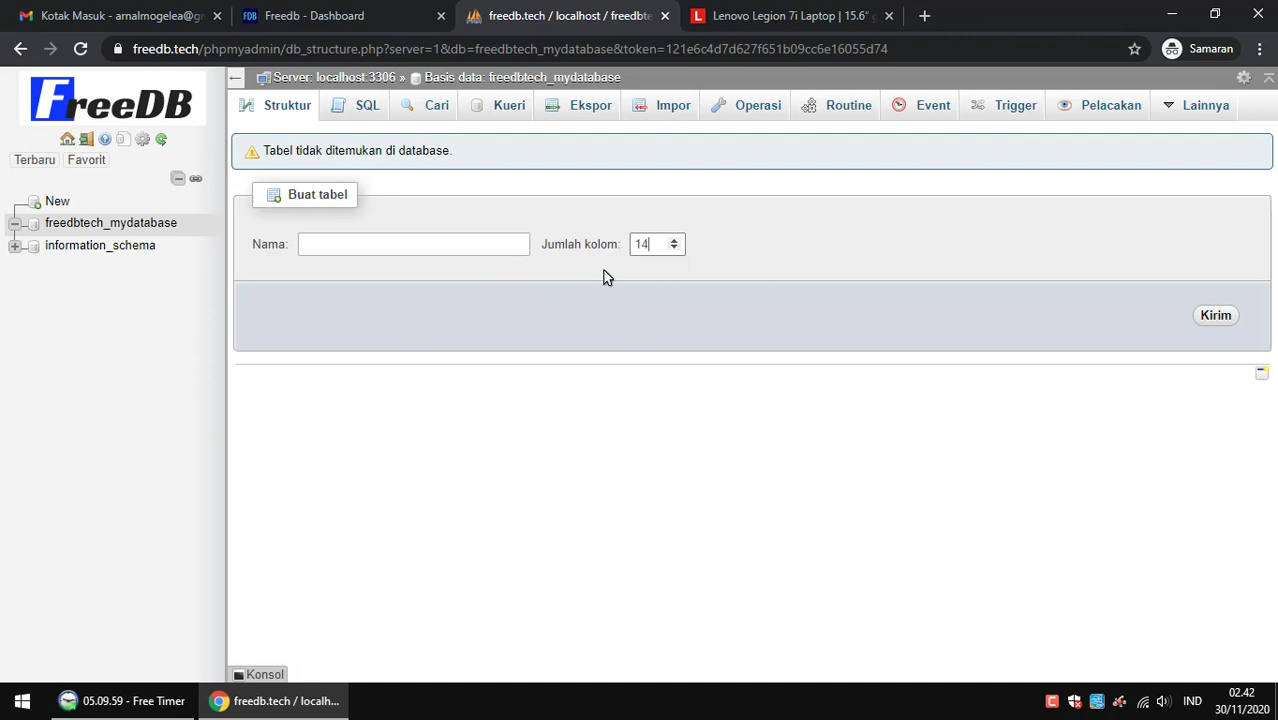 Kotak Masuk - arnalmogelea@gm
Freedb - Dashboard
freedb.tech / localhost / freedbte
Lenovo Legion 7i Laptop | 15.6"
freedb.tech/phpmyadmin/db_structure.php?server=1&db=freedbtech_mydatabase&token=121e6c4d7d627f651b09cc6e16055d74
Samaran
FreeDB
Server: localhost:3306 » Basis data: freedbtech_mydatabase
Struktur SQL Cari Kueri Ekspor Impor Operasi Routine Event Trigger Pelacakan Lainnya
Terbaru Favorit
Tabel tidak ditemukan di database.
New
freedbtech_mydatabase
information_schema
Buat tabel
Nama: Jumlah kolom: 14
Kirim
Konsol
05.09.59 - Free Timer
freedb.tech / localh...
IND
02.42
30/11/2020